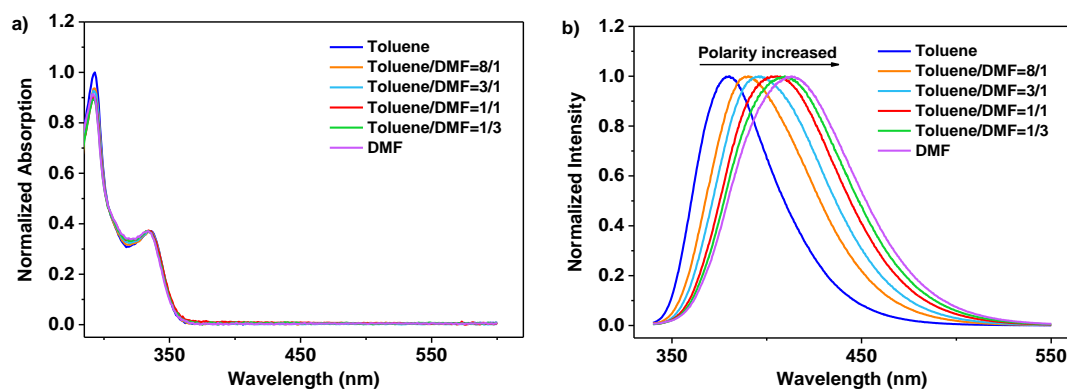 a)
Normalized Absorption
1.2
1.0
0.8
0.6
0.4
0.2
0.0
350
450
550
Wavelength (nm)
Toluene
Toluene/DMF=8/1
Toluene/DMF=3/1
Toluene/DMF=1/1
Toluene/DMF=1/3
DMF
b)
Normalized Intensity
1.2
1.0
0.8
0.6
0.4
0.2
0.0
350
400
450
500
550
Wavelength (nm)
Polarity increased
Toluene
Toluene/DMF=8/1
Toluene/DMF=3/1
Toluene/DMF=1/1
Toluene/DMF=1/3
DMF